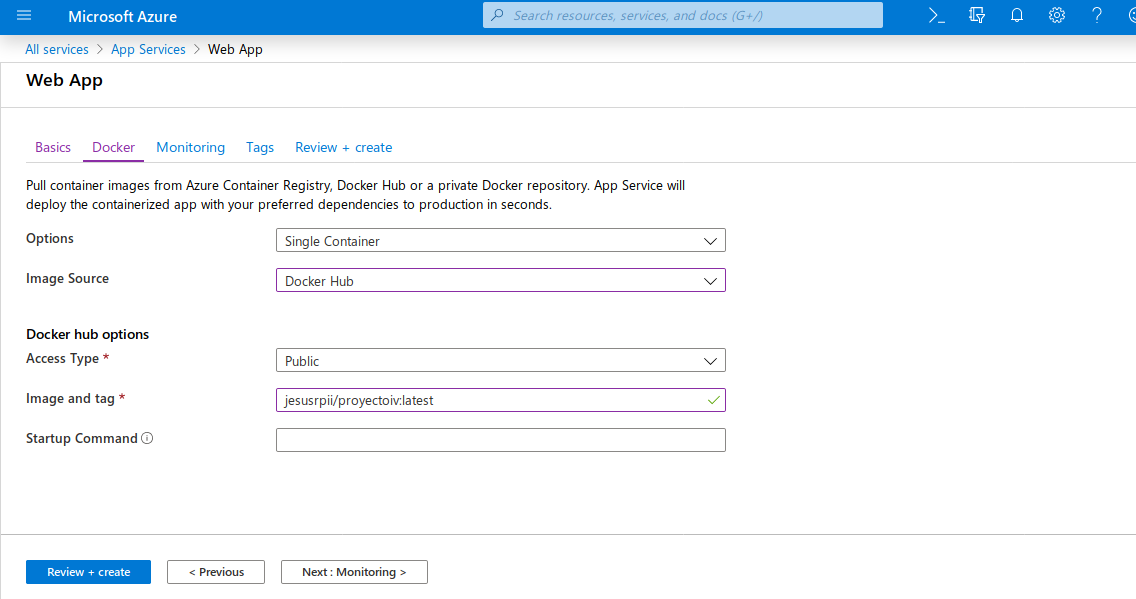 Microsoft Azure
Search resources, services, and docs (G+/)
All services > App Services > Web App
Web App
Basics Docker Monitoring Tags Review + create
Pull container images from Azure Container Registry, Docker Hub or a private Docker repository. App Service will
deploy the containerized app with your preferred dependencies to production in seconds.
Options Single Container
Image Source Docker Hub
Docker hub options
Access Type * Public
Image and tag * jesusrpii/proyectoiv:latest
Startup Command
Review + create < Previous Next : Monitoring >